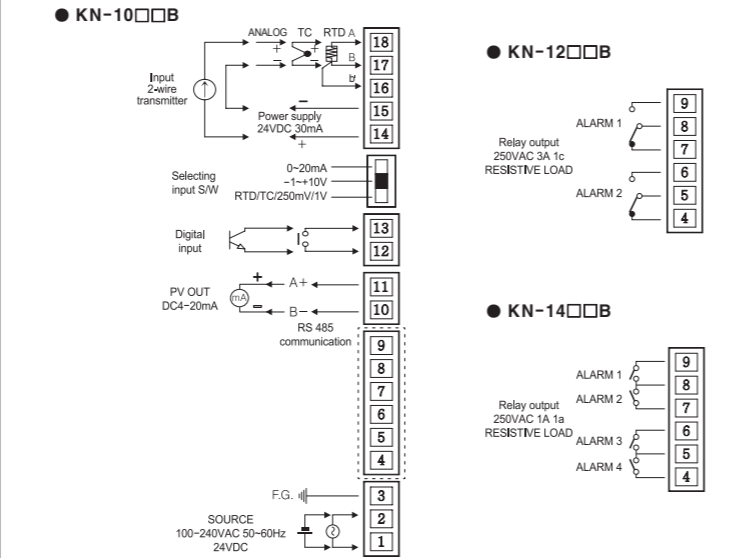 ● KN-10□□B
ANALOG TC RTD A
+ + B
− − b'
18
17
16
15
14
Input
2-wire
transmitter
−
Power supply
24VDC 30mA
+
Selecting
input S/W
0~20mA
−1~+10V
RTD/TC/250mV/1V
Digital
input
13
12
PV OUT
DC4-20mA
+ A+
mA
− B−
11
10
RS 485
communication
9
8
7
6
5
4
F.G.
3
2
1
SOURCE
100-240VAC 50~60Hz
24VDC
● KN-12□□B
ALARM 1
Relay output
250VAC 3A 1c
RESISTIVE LOAD
ALARM 2
9
8
7
6
5
4
● KN-14□□B
ALARM 1
ALARM 2
Relay output
250VAC 1A 1a
RESISTIVE LOAD
ALARM 3
ALARM 4
9
8
7
6
5
4